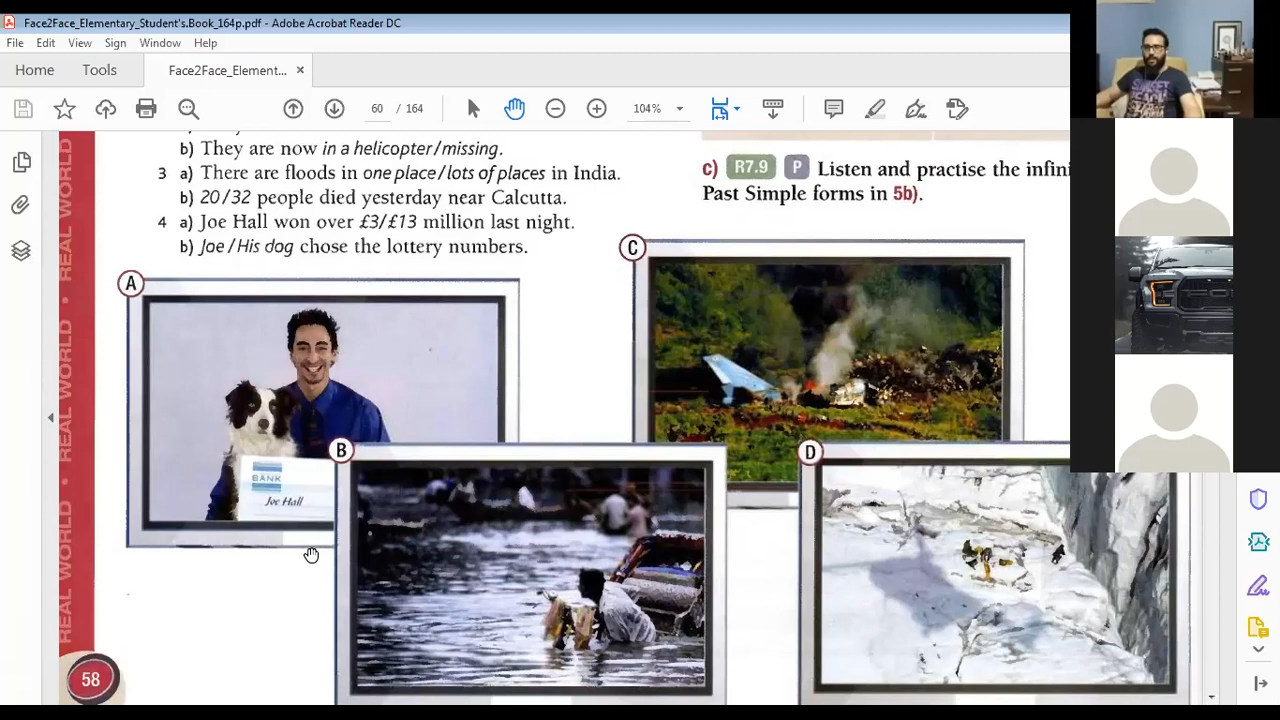 Face2Face_Elementary_Student's.Book_164p.pdf - Adobe Acrobat Reader DC
File Edit View Sign Window Help
Home Tools Face2Face_Element... ×
60 / 164 104%
b) They are now in a helicopter/missing.
3 a) There are floods in one place/lots of places in India.
b) 20/32 people died yesterday near Calcutta.
4 a) Joe Hall won over £3/£13 million last night.
b) Joe/His dog chose the lottery numbers.
c) R7.9 P Listen and practise the infini
Past Simple forms in 5b).
A
BANK
Joe Hall
B
C
D
REAL WORLD • REAL WORLD • REAL WORLD • REAL WORLD
58